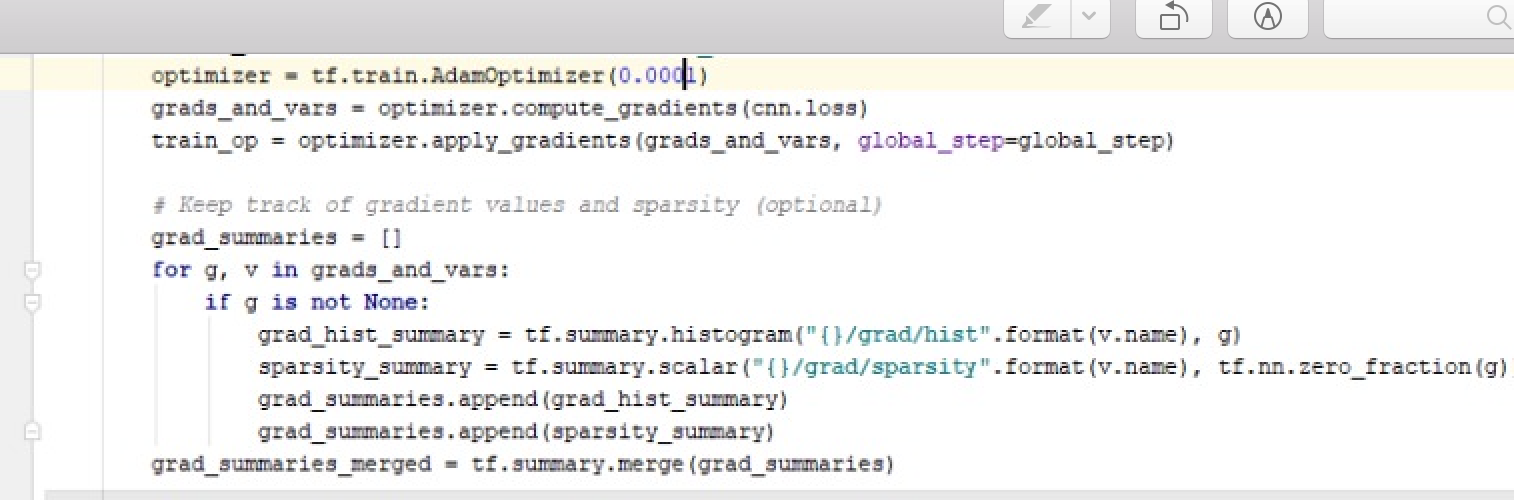 optimizer = tf.train.AdamOptimizer(0.0001)
grads_and_vars = optimizer.compute_gradients(cnn.loss)
train_op = optimizer.apply_gradients(grads_and_vars, global_step=global_step)
# Keep track of gradient values and sparsity (optional)
grad_summaries = []
for g, v in grads_and_vars:
if g is not None:
grad_hist_summary = tf.summary.histogram("{}/grad/hist".format(v.name), g)
sparsity_summary = tf.summary.scalar("{}/grad/sparsity".format(v.name), tf.nn.zero_fraction(g))
grad_summaries.append(grad_hist_summary)
grad_summaries.append(sparsity_summary)
grad_summaries_merged = tf.summary.merge(grad_summaries)